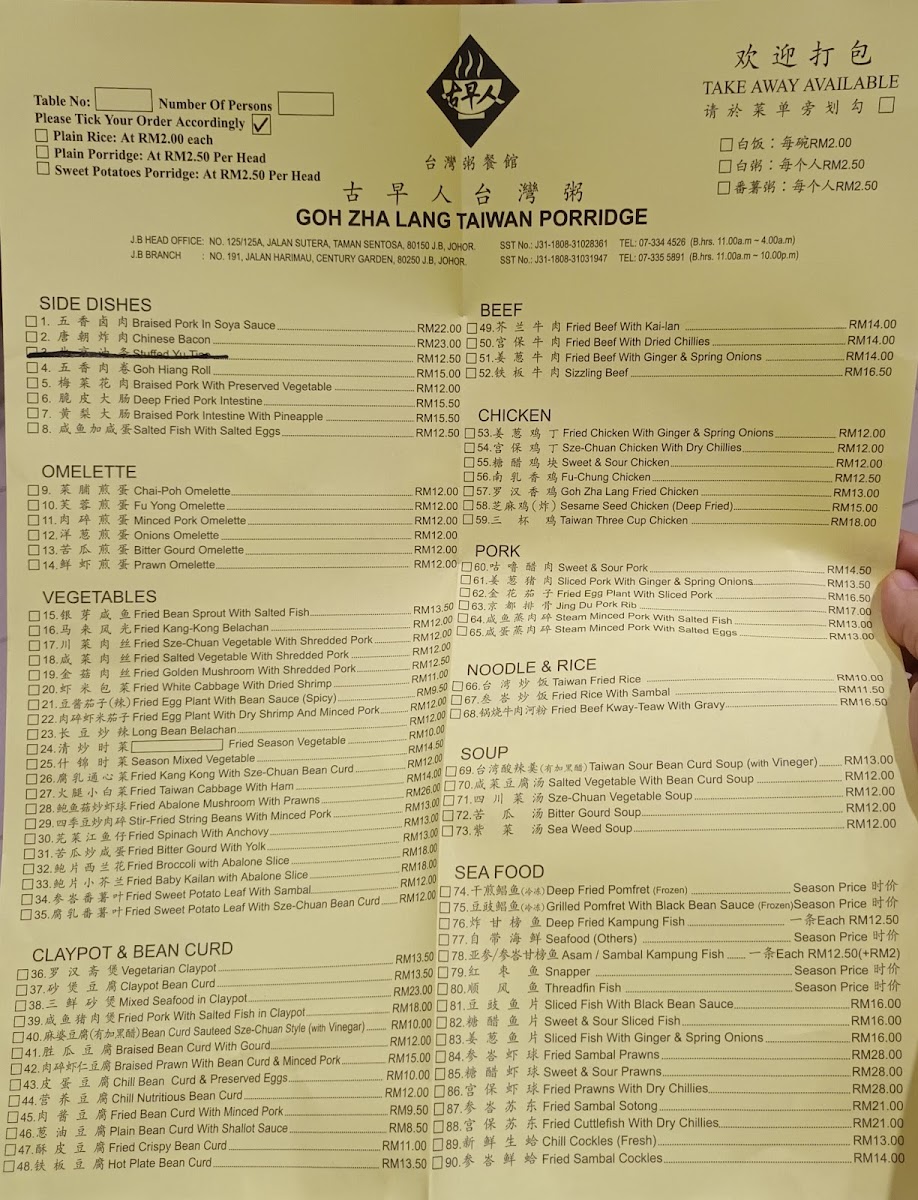 古早人
台灣粥餐館
古早人台灣粥
GOH ZHA LANG TAIWAN PORRIDGE
Table No: Number Of Persons
Please Tick Your Order Accordingly
Plain Rice: At RM2.00 each
Plain Porridge: At RM2.50 Per Head
Sweet Potatoes Porridge: At RM2.50 Per Head
欢迎打包
TAKE AWAY AVAILABLE
请於菜单旁划勾
白饭：每碗RM2.00
白粥：每个人RM2.50
番薯粥：每个人RM2.50
J.B HEAD OFFICE: NO. 125/125A, JALAN SUTERA, TAMAN SENTOSA, 80150 J.B, JOHOR. SST No.: J31-1808-31028361 TEL: 07-334 4526 (B.hrs. 11.00a.m ~ 4.00a.m)
J.B BRANCH : NO. 191, JALAN HARIMAU, CENTURY GARDEN, 80250 J.B, JOHOR. SST No.: J31-1808-31031947 TEL: 07-335 5891 (B.hrs. 11.00a.m ~ 10.00p.m)
SIDE DISHES
1. 五香卤肉 Braised Pork In Soya Sauce RM22.00
2. 唐朝炸肉 Chinese Bacon RM23.00
3. Stuffed Yu RM12.50
4. 五香肉卷 Goh Hiang Roll RM15.00
5. 梅菜花肉 Braised Pork With Preserved Vegetable RM12.00
6. 脆皮大肠 Deep Fried Pork Intestine RM15.50
7. 黄梨大肠 Braised Pork Intestine With Pineapple RM15.50
8. 咸鱼加咸蛋 Salted Fish With Salted Eggs RM12.50
OMELETTE
9. 菜脯煎蛋 Chai-Poh Omelette RM12.00
10. 芙蓉煎蛋 Fu Yong Omelette RM12.00
11. 肉碎煎蛋 Minced Pork Omelette RM12.00
12. 洋葱煎蛋 Onions Omelette RM12.00
13. 苦瓜煎蛋 Bitter Gourd Omelette RM12.00
14. 鲜虾煎蛋 Prawn Omelette RM12.00
VEGETABLES
15. 银芽咸鱼 Fried Bean Sprout With Salted Fish RM13.50
16. 马来风光 Fried Kang-Kong Belachan RM12.00
17. 川菜肉丝 Fried Sze-Chuan Vegetable With Shredded Pork RM12.00
18. 咸菜肉丝 Fried Salted Vegetable With Shredded Pork RM12.00
19. 金菇肉丝 Fried Golden Mushroom With Shredded Pork RM12.50
20. 虾米包菜 Fried White Cabbage With Dried Shrimp RM11.00
21. 豆酱茄子(辣) Fried Egg Plant With Bean Sauce (Spicy) RM9.50
22. 肉碎虾米茄子 Fried Egg Plant With Dry Shrimp And Minced Pork RM12.00
23. 长豆炒辣 Long Bean Belachan RM12.00
24. 清炒时菜 Fried Season Vegetable RM10.00
25. 什锦时菜 Season Mixed Vegetable RM14.50
26. 腐乳通心菜 Fried Kang Kong With Sze-Chuan Bean Curd RM12.00
27. 火腿小白菜 Fried Taiwan Cabbage With Ham RM14.00
28. 鲍鱼菇炒虾球 Fried Abalone Mushroom With Prawns RM26.00
29. 四季豆炒肉碎 Stir-Fried String Beans With Minced Pork RM13.00
30. 苋菜江鱼仔 Fried Spinach With Anchovy RM13.00
31. 苦瓜炒咸蛋 Fried Bitter Gourd With Yolk RM13.00
32. 鲍片西兰花 Fried Broccoli with Abalone Slice RM18.00
33. 鲍片小芥兰 Fried Baby Kailan with Abalone Slice RM18.00
34. 参峇番薯叶 Fried Sweet Potato Leaf With Sambal RM12.00
35. 腐乳番薯叶 Fried Sweet Potato Leaf With Sze-Chuan Bean Curd RM12.00
CLAYPOT & BEAN CURD
36. 罗汉斋煲 Vegetarian Claypot RM13.50
37. 砂煲豆腐 Claypot Bean Curd RM13.50
38. 三鲜砂煲 Mixed Seafood in Claypot RM23.00
39. 咸鱼猪肉煲 Fried Pork With Salted Fish in Claypot RM18.00
40. 麻婆豆腐(有加黑醋) Bean Curd Sauteed Sze-Chuan Style (with Vinegar) RM10.00
41. 胜瓜豆腐 Braised Bean Curd With Gourd RM12.00
42. 肉碎虾仁豆腐 Braised Prawn With Bean Curd & Minced Pork RM15.00
43. 皮蛋豆腐 Chill Bean Curd & Preserved Eggs RM10.00
44. 营养豆腐 Chill Nutritious Bean Curd RM12.00
45. 肉酱豆腐 Fried Bean Curd With Minced Pork RM9.50
46. 葱油豆腐 Plain Bean Curd With Shallot Sauce RM8.50
47. 酥皮豆腐 Fried Crispy Bean Curd RM11.00
48. 铁板豆腐 Hot Plate Bean Curd RM13.50
BEEF
49. 芥兰牛肉 Fried Beef With Kai-lan RM14.00
50. 宫保牛肉 Fried Beef With Dried Chillies RM14.00
51. 姜葱牛肉 Fried Beef With Ginger & Spring Onions RM14.00
52. 铁板牛肉 Sizzling Beef RM16.50
CHICKEN
53. 姜葱鸡丁 Fried Chicken With Ginger & Spring Onions RM12.00
54. 宫保鸡丁 Sze-Chuan Chicken With Dry Chillies RM12.00
55. 糖醋鸡块 Sweet & Sour Chicken RM12.00
56. 南乳香鸡 Fu-Chung Chicken RM12.50
57. 罗汉香鸡 Goh Zha Lang Fried Chicken RM13.00
58. 芝麻鸡(炸) Sesame Seed Chicken (Deep Fried) RM15.00
59. 三杯鸡 Taiwan Three Cup Chicken RM18.00
PORK
60. 咕噜醋肉 Sweet & Sour Pork RM14.50
61. 姜葱猪肉 Sliced Pork With Ginger & Spring Onions RM13.50
62. 金花茄子 Fried Egg Plant With Sliced Pork RM16.50
63. 京都排骨 Jing Du Pork Rib RM17.00
64. 咸鱼蒸肉碎 Steam Minced Pork With Salted Fish RM13.00
65. 咸蛋蒸肉碎 Steam Minced Pork With Salted Eggs RM13.00
NOODLE & RICE
66. 台湾炒饭 Taiwan Fried Rice RM10.00
67. 叁峇炒饭 Fried Rice With Sambal RM11.50
68. 锅烧牛肉河粉 Fried Beef Kway-Teaw With Gravy RM16.50
SOUP
69. 台湾酸辣羹(有加黑醋) Taiwan Sour Bean Curd Soup (with Vineger) RM13.00
70. 咸菜豆腐汤 Salted Vegetable With Bean Curd Soup RM12.00
71. 四川菜汤 Sze-Chuan Vegetable Soup RM12.00
72. 苦瓜汤 Bitter Gourd Soup RM12.00
73. 紫菜汤 Sea Weed Soup RM12.00
SEA FOOD
74. 干煎鲳鱼(冷冻) Deep Fried Pomfret (Frozen) Season Price 时价
75. 豆豉鲳鱼(冷冻) Grilled Pomfret With Black Bean Sauce (Frozen) Season Price 时价
76. 炸甘榜鱼 Deep Fried Kampung Fish 一条Each RM12.50
77. 自带海鲜 Seafood (Others) Season Price 时价
78. 亚参/参峇甘榜鱼 Asam / Sambal Kampung Fish 一条Each RM12.50(+RM2)
79. 红枣鱼 Snapper Season Price 时价
80. 顺风鱼 Threadfin Fish Season Price 时价
81. 豆豉鱼片 Sliced Fish With Black Bean Sauce RM16.00
82. 糖醋鱼片 Sweet & Sour Sliced Fish RM16.00
83. 姜葱鱼片 Sliced Fish With Ginger & Spring Onions RM16.00
84. 参峇虾球 Fried Sambal Prawns RM28.00
85. 糖醋虾球 Sweet & Sour Prawns RM28.00
86. 宫保虾球 Fried Prawns With Dry Chillies RM28.00
87. 参峇苏东 Fried Sambal Sotong RM21.00
88. 宫保苏东 Fried Cuttlefish With Dry Chillies RM21.00
89. 新鲜生蛤 Chill Cockles (Fresh) RM13.00
90. 参峇鲜蛤 Fried Sambal Cockles RM14.00